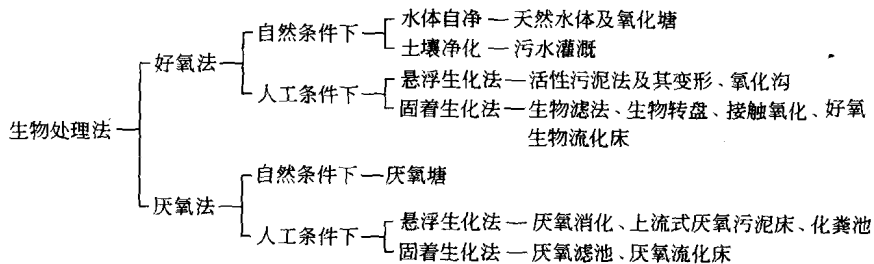 自然条件下
水体自净 — 天然水体及氧化塘
土壤净化 — 污水灌溉
好氧法
人工条件下
悬浮生化法 — 活性污泥法及其变形、氧化沟
固着生化法 — 生物滤法、生物转盘、接触氧化、好氧
生物流化床
生物处理法
自然条件下 — 厌氧塘
厌氧法
人工条件下
悬浮生化法 — 厌氧消化、上流式厌氧污泥床、化粪池
固着生化法 — 厌氧滤池、厌氧流化床